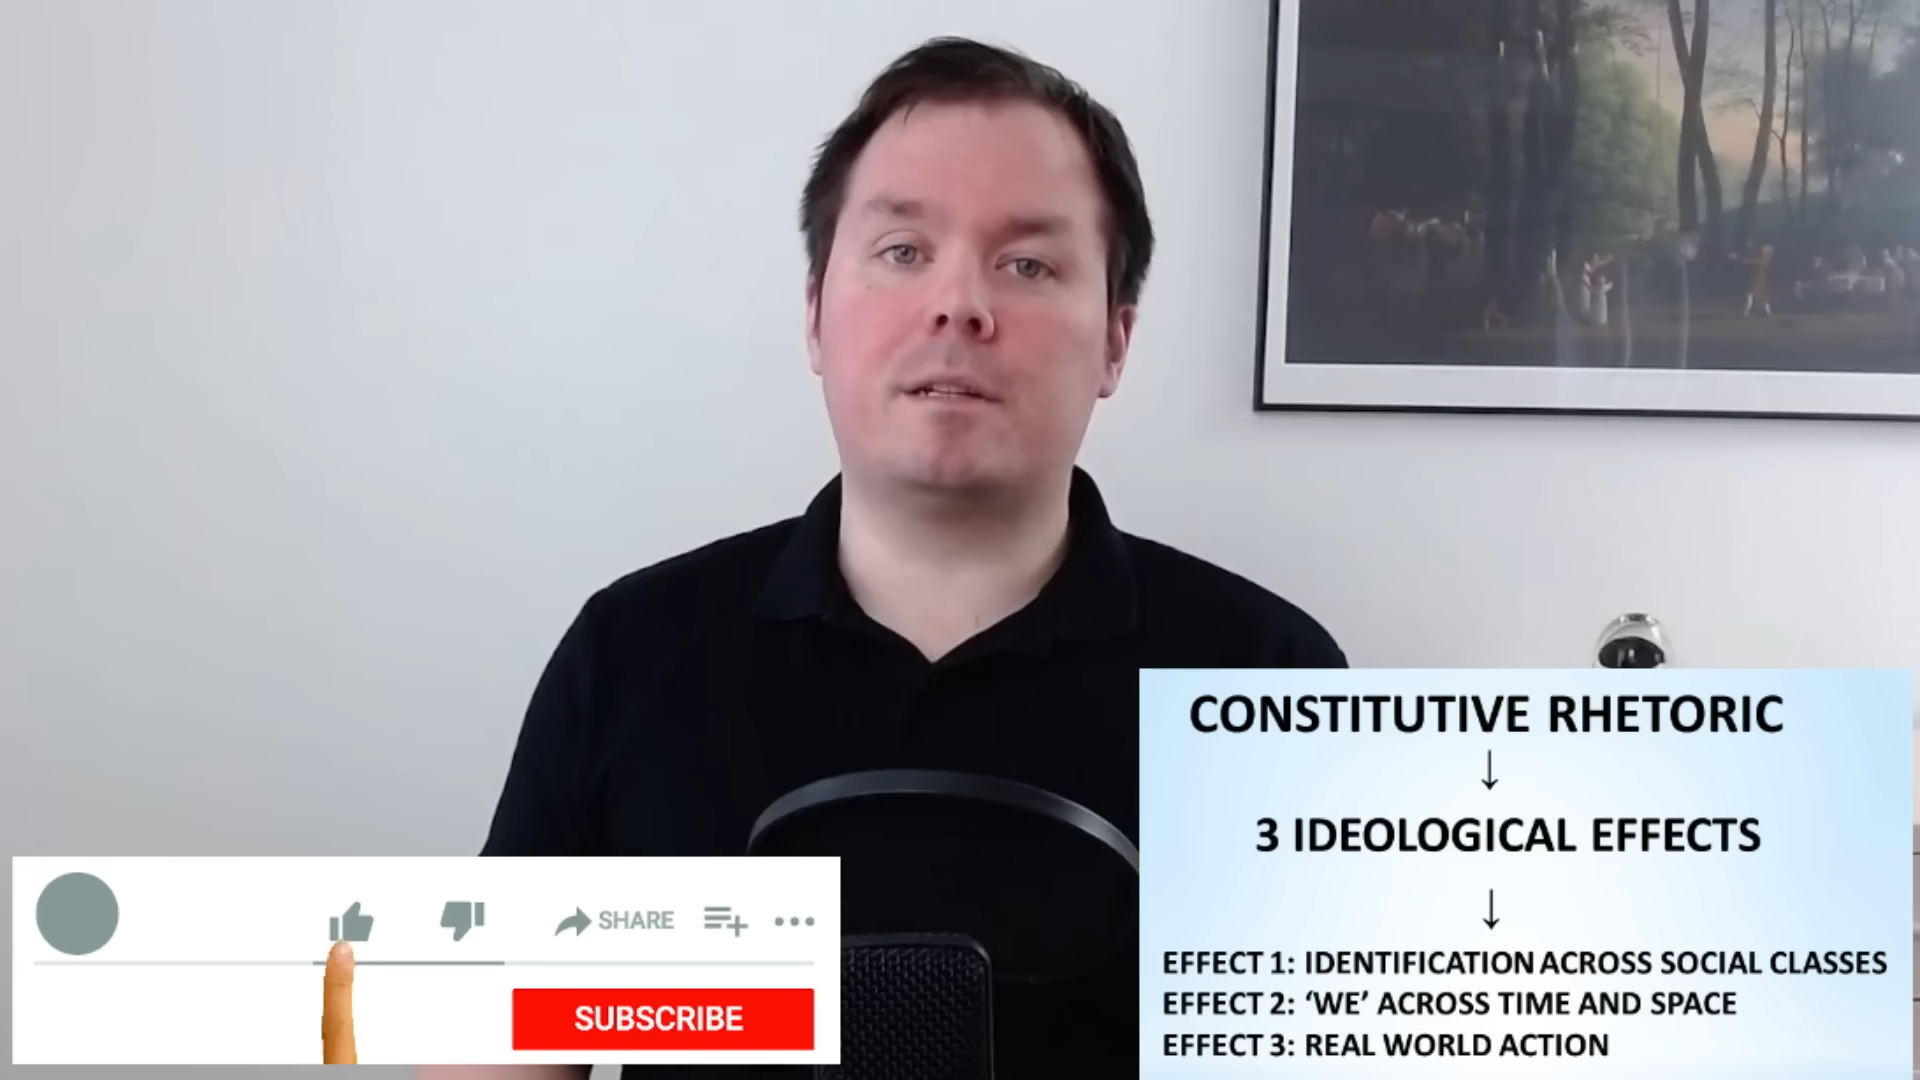 CONSTITUTIVE RHETORIC
↓
3 IDEOLOGICAL EFFECTS
↓
EFFECT 1: IDENTIFICATION ACROSS SOCIAL CLASSES
EFFECT 2: ‘WE’ ACROSS TIME AND SPACE
EFFECT 3: REAL WORLD ACTION
SHARE
SUBSCRIBE